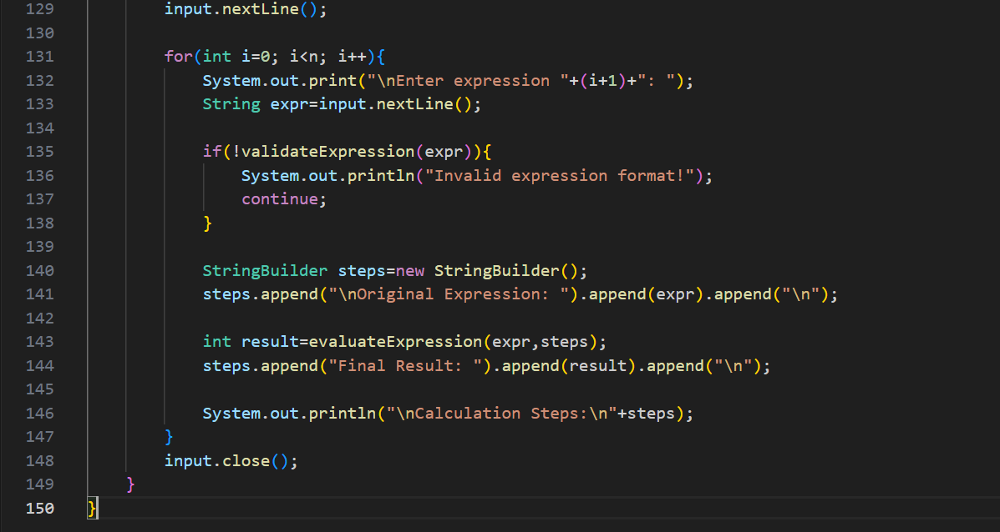 129 input.nextLine();
130
131 for(int i=0; i<n; i++){
132 System.out.print("\nEnter expression "+(i+1)+": ");
133 String expr=input.nextLine();
134
135 if(!validateExpression(expr)){
136 System.out.println("Invalid expression format!");
137 continue;
138 }
139
140 StringBuilder steps=new StringBuilder();
141 steps.append("\nOriginal Expression: ").append(expr).append("\n");
142
143 int result=evaluateExpression(expr,steps);
144 steps.append("Final Result: ").append(result).append("\n");
145
146 System.out.println("\nCalculation Steps:\n"+steps);
147 }
148 input.close();
149 }
150 }